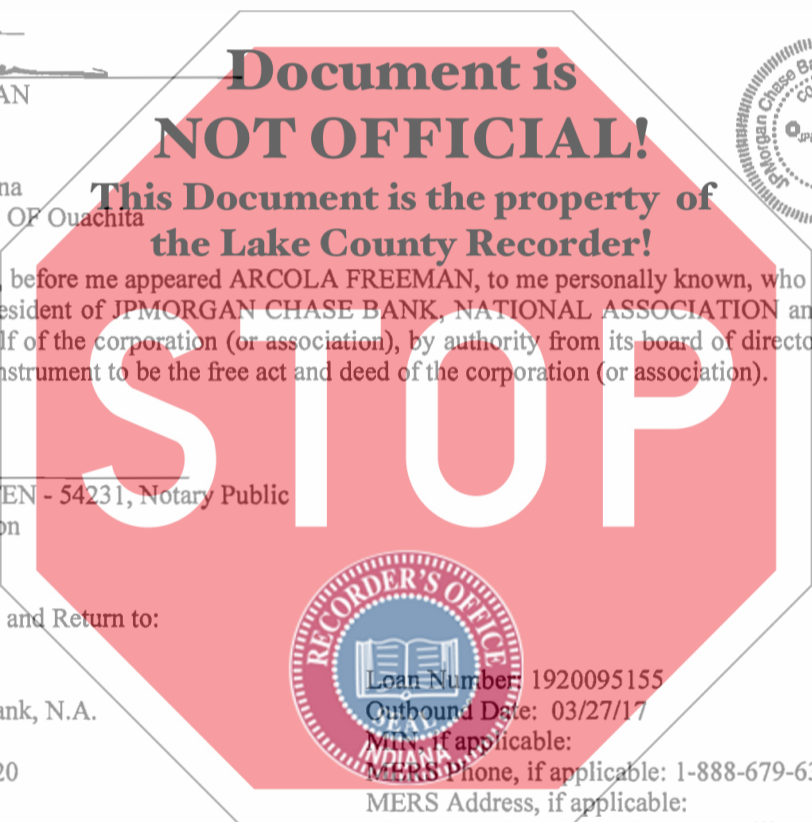 Document is
AN
NOT OFFICIAL!
JPMorgan Chase
na
This Document is the property of
OF Ouachita
the Lake County Recorder!
, before me appeared ARCOLA FREEMAN, to me personally known, who
esident of JPMORGAN CHASE BANK, NATIONAL ASSOCIATION an
lf of the corporation (or association), by authority from its board of directo
nstrument to be the free act and deed of the corporation (or association).
STOP
EN - 54231, Notary Public
on
RECORDER'S OFFICE
and Return to:
Loan Number: 1920095155
ank, N.A.
Outbound Date: 03/27/17
SEAL
MIN, if applicable:
INDIANA
20
MERS Phone, if applicable: 1-888-679-63
MERS Address, if applicable: